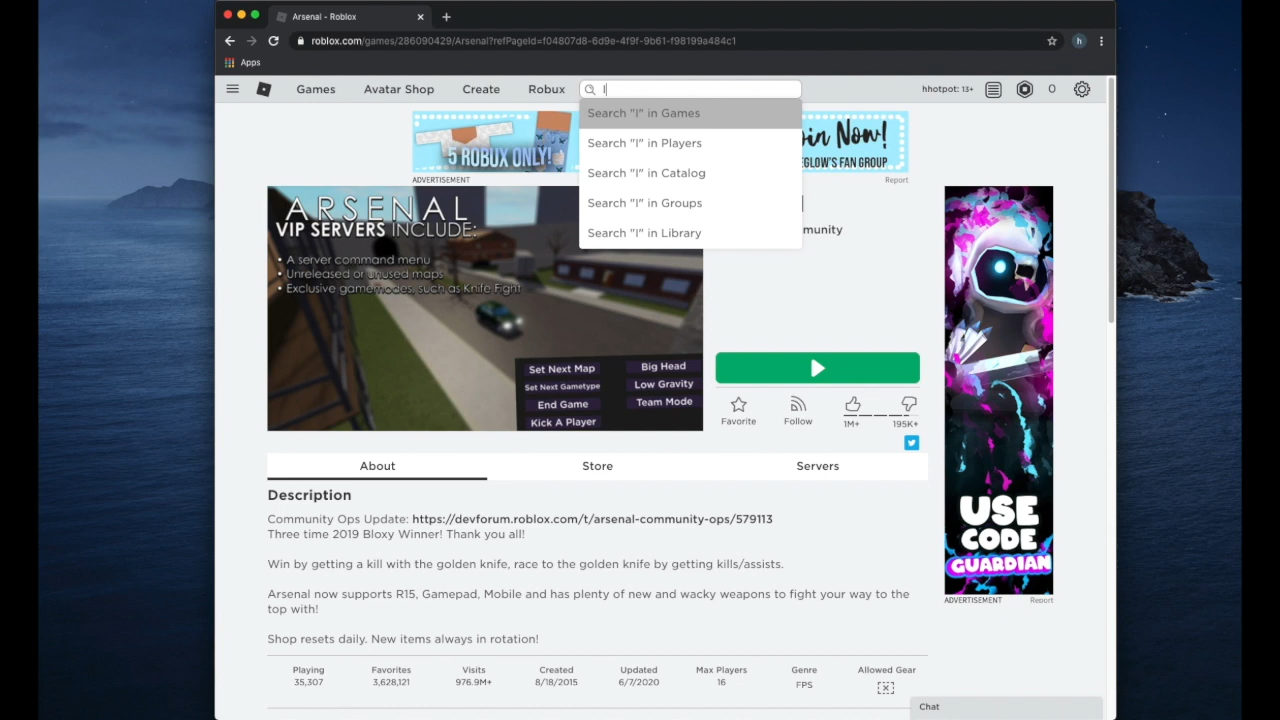 Arsenal - Roblox
roblox.com/games/286090429/Arsenal?refPageId=f04807d8-6d9e-4f9f-9b61-f98199a484c1
h
Apps
Games
Avatar Shop
Create
Robux
l
hhotpot: 13+
0
Search "l" in Games
Search "l" in Players
Search "l" in Catalog
Search "l" in Groups
Search "l" in Library
5 ROBUX ONLY!
Join Now!
EGLOW'S FAN GROUP
ADVERTISEMENT
Report
munity
ARSENAL
VIP SERVERS INCLUDE:
• A server command menu
• Unreleased or unused maps
• Exclusive gamemodes, such as Knife Fight
Set Next Map
Big Head
Set Next Gametype
Low Gravity
End Game
Team Mode
Kick A Player
Favorite
Follow
1M+
195K+
About
Store
Servers
Description
Community Ops Update: https://devforum.roblox.com/t/arsenal-community-ops/579113
Three time 2019 Bloxy Winner! Thank you all!
Win by getting a kill with the golden knife, race to the golden knife by getting kills/assists.
Arsenal now supports R15, Gamepad, Mobile and has plenty of new and wacky weapons to fight your way to the
top with!
Shop resets daily. New items always in rotation!
Playing
Favorites
Visits
Created
Updated
Max Players
Genre
Allowed Gear
35,307
3,628,121
976.9M+
8/18/2015
6/7/2020
16
FPS
USE
CODE
GUARDIAN
ADVERTISEMENT
Report
Chat